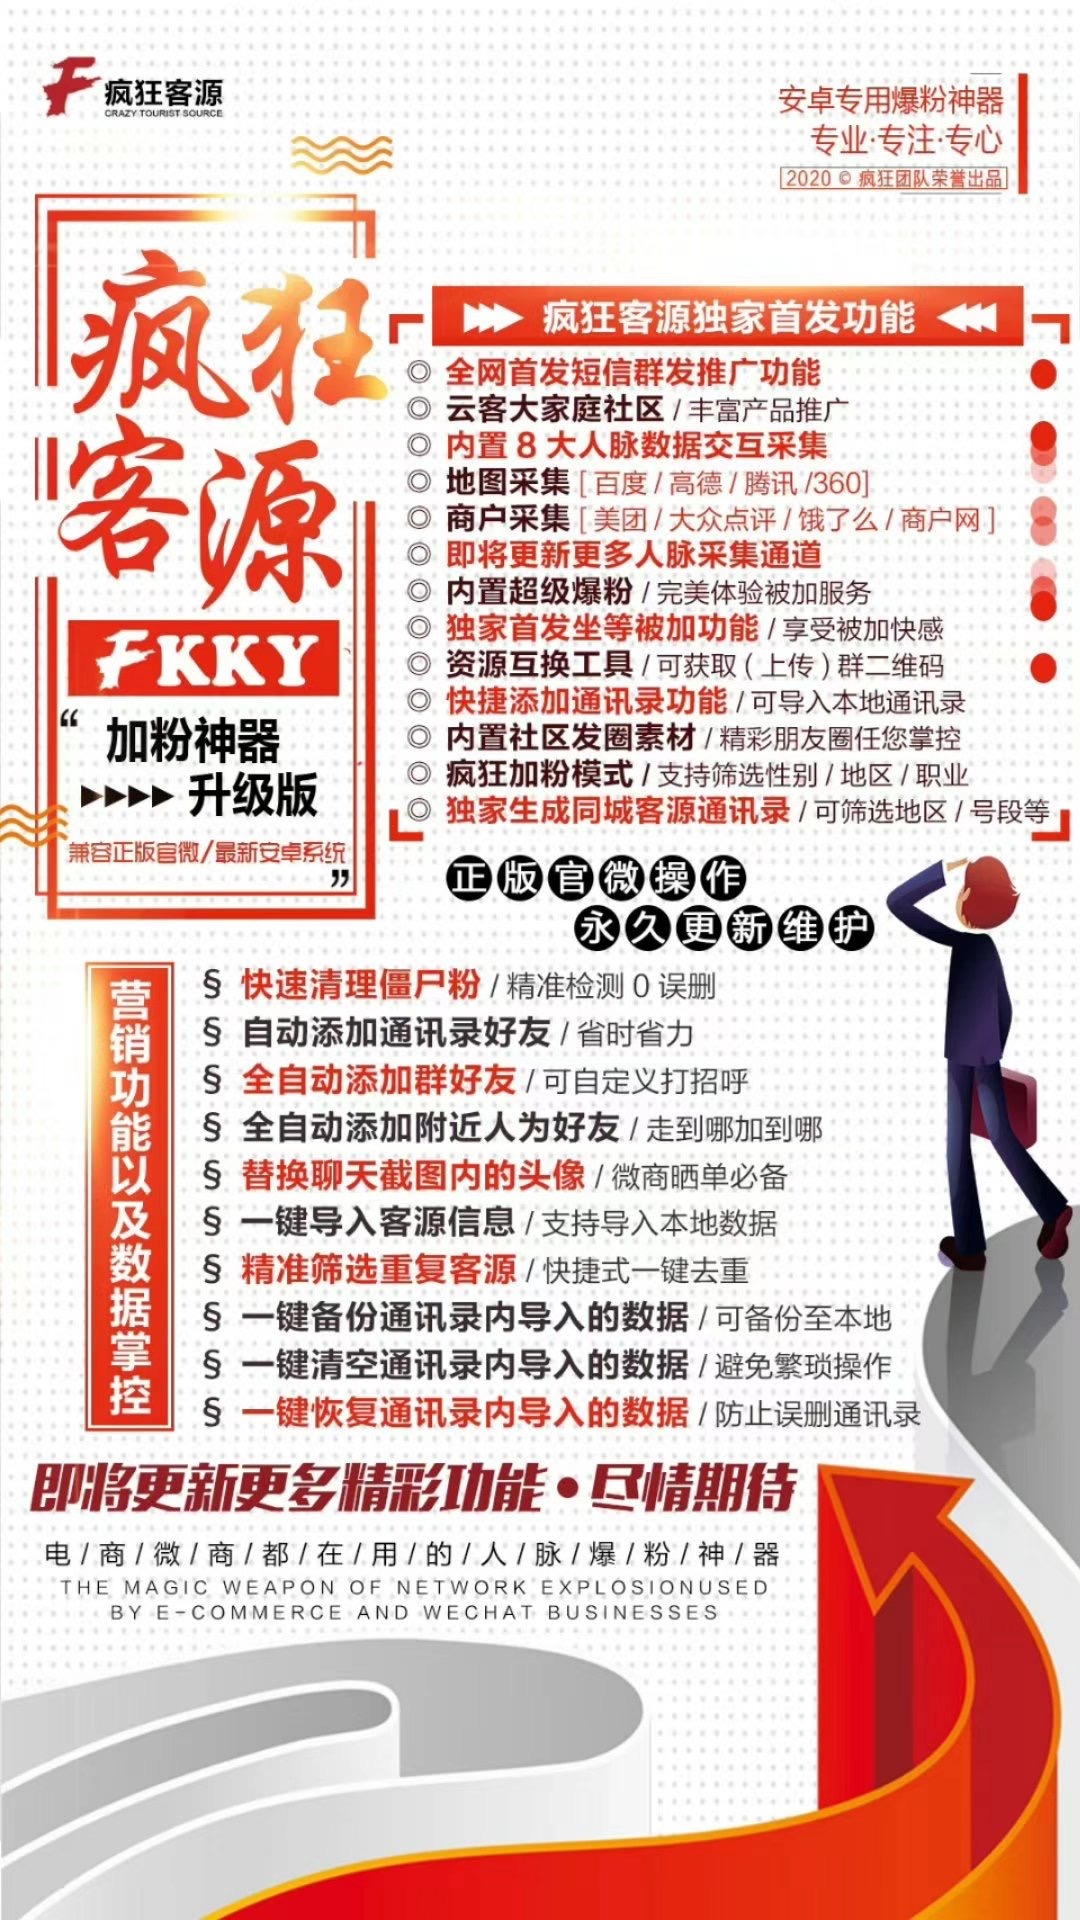 疯狂客源
CRAZY TOURIST SOURCE
安卓专用爆粉神器
专业·专注·专心
2020 © 疯狂团队荣誉出品
疯狂
客源
FKKY
“ 加粉神器
升级版
兼容正版官微/最新安卓系统 ”
疯狂客源独家首发功能
◎ 全网首发短信群发推广功能
◎ 云客大家庭社区 / 丰富产品推广
◎ 内置 8 大人脉数据交互采集
◎ 地图采集 [ 百度 / 高德 / 腾讯 /360]
◎ 商户采集 [ 美团 / 大众点评 / 饿了么 / 商户网 ]
◎ 即将更新更多人脉采集通道
◎ 内置超级爆粉 / 完美体验被加服务
◎ 独家首发坐等被加功能 / 享受被加快感
◎ 资源互换工具 / 可获取 ( 上传 ) 群二维码
◎ 快捷添加通讯录功能 / 可导入本地通讯录
◎ 内置社区发圈素材 / 精彩朋友圈任您掌控
◎ 疯狂加粉模式 / 支持筛选性别 / 地区 / 职业
◎ 独家生成同城客源通讯录 / 可筛选地区 / 号段等
正版官微操作
永久更新维护
营销功能以及数据掌控
§ 快速清理僵尸粉 / 精准检测 0 误删
§ 自动添加通讯录好友 / 省时省力
§ 全自动添加群好友 / 可自定义打招呼
§ 全自动添加附近人为好友 / 走到哪加到哪
§ 替换聊天截图内的头像 / 微商晒单必备
§ 一键导入客源信息 / 支持导入本地数据
§ 精准筛选重复客源 / 快捷式一键去重
§ 一键备份通讯录内导入的数据 / 可备份至本地
§ 一键清空通讯录内导入的数据 / 避免繁琐操作
§ 一键恢复通讯录内导入的数据 / 防止误删通讯录
即将更新更多精彩功能•尽情期待
电/商/微/商/都/在/用/的/人/脉/爆/粉/神/器
THE MAGIC WEAPON OF NETWORK EXPLOSIONUSED
BY E-COMMERCE AND WECHAT BUSINESSES